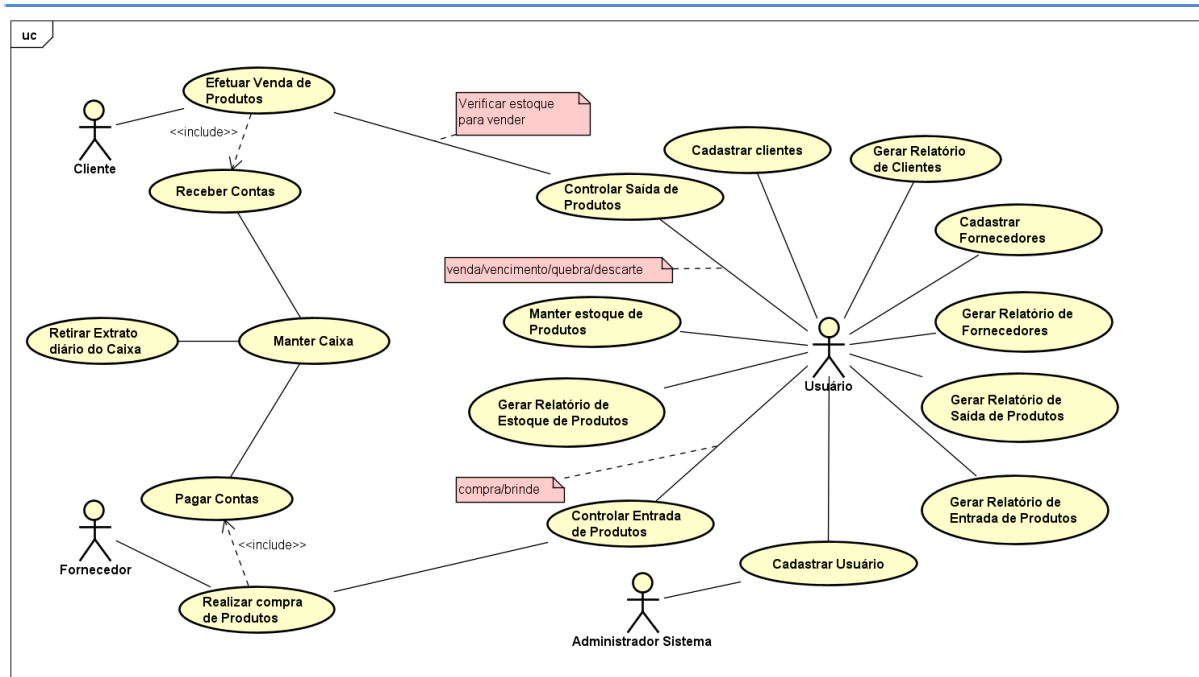 uc
Efetuar Venda de
Produtos
Verificar estoque
para vender
<<include>>
Cliente
Receber Contas
Cadastrar clientes
Gerar Relatório
de Clientes
Controlar Saída de
Produtos
Cadastrar
Fornecedores
venda/vencimento/quebra/descarte
Manter estoque de
Produtos
Gerar Relatório de
Fornecedores
Retirar Extrato
diário do Caixa
Manter Caixa
Usuário
Gerar Relatório de
Estoque de Produtos
Gerar Relatório de
Saída de Produtos
Pagar Contas
compra/brinde
Gerar Relatório de
Entrada de Produtos
Controlar Entrada
de Produtos
<<include>>
Fornecedor
Cadastrar Usuário
Realizar compra
de Produtos
Administrador Sistema